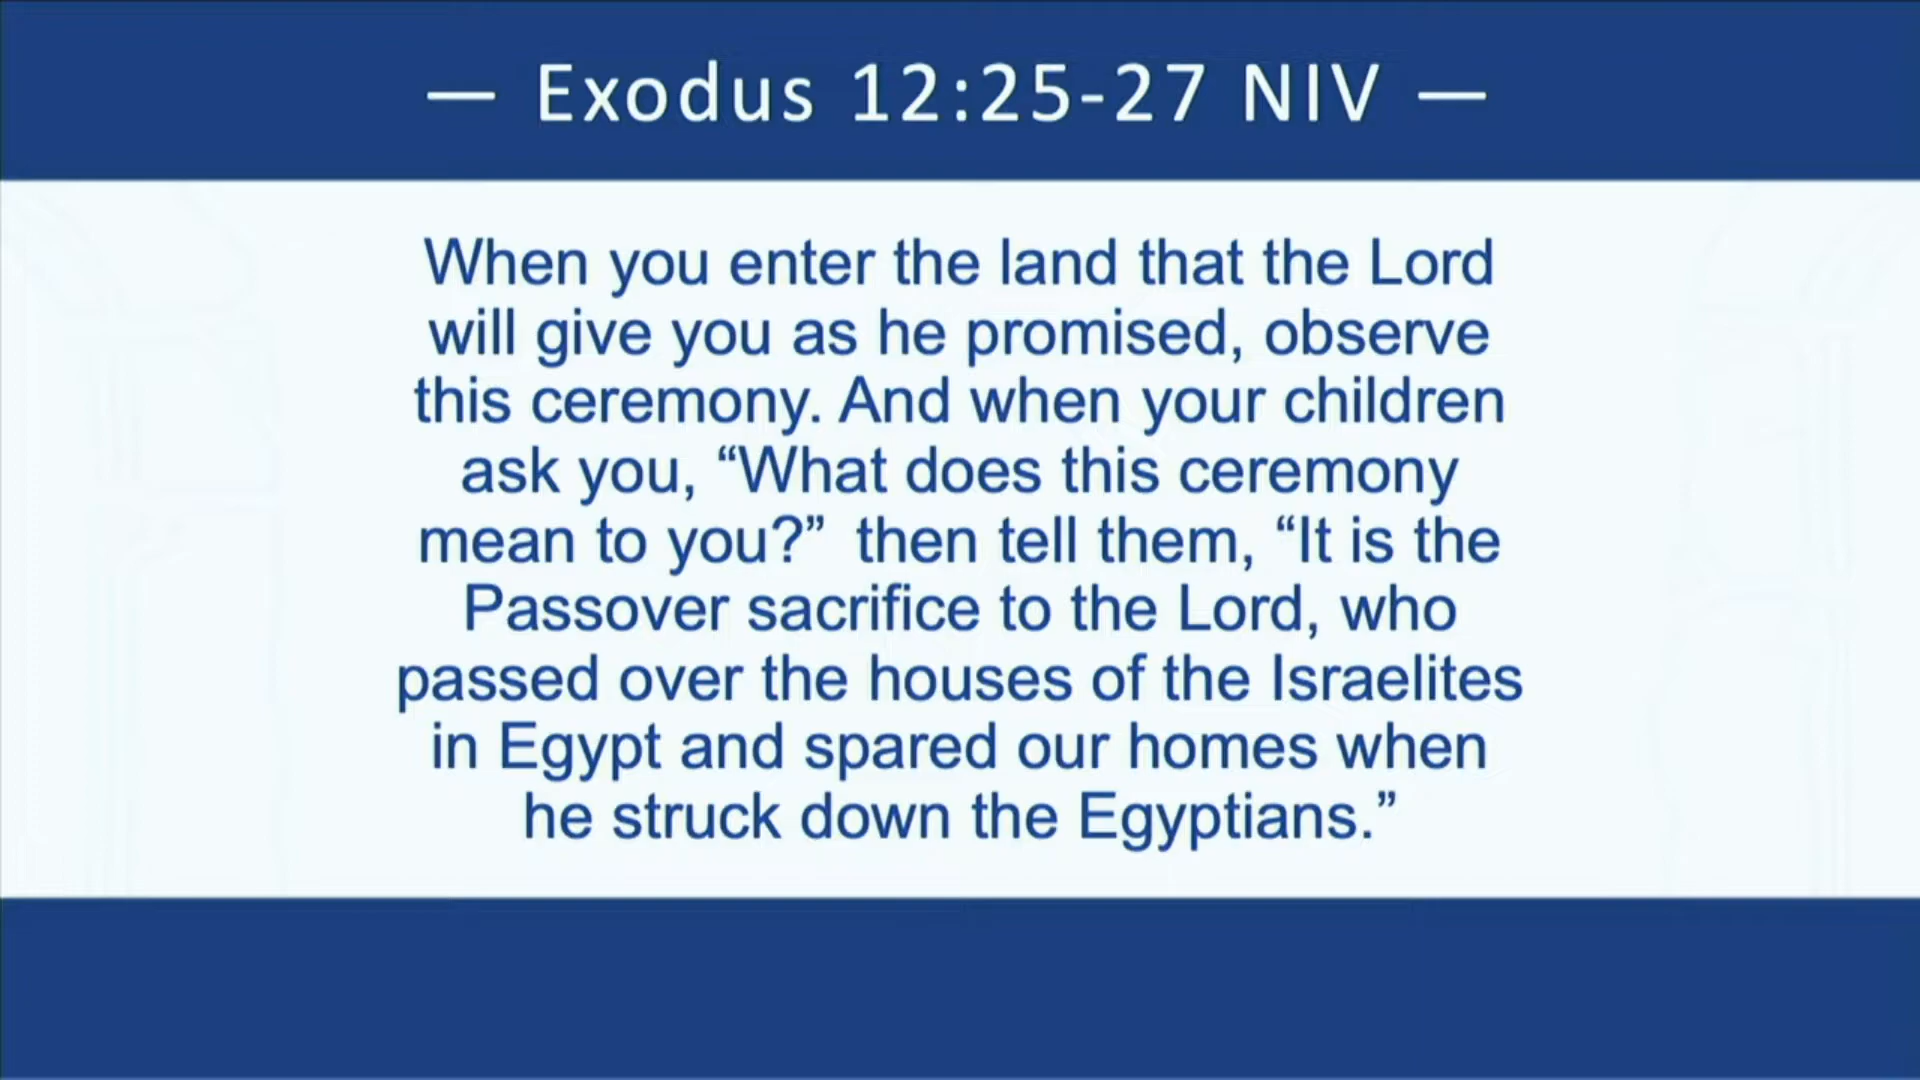 — Exodus 12:25-27 NIV —
When you enter the land that the Lord
will give you as he promised, observe
this ceremony. And when your children
ask you, “What does this ceremony
mean to you?”  then tell them, “It is the
Passover sacrifice to the Lord, who
passed over the houses of the Israelites
in Egypt and spared our homes when
he struck down the Egyptians.”